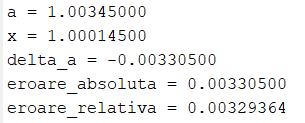 a = 1.00345000
x = 1.00014500
delta_a = -0.00330500
eroare_absoluta = 0.00330500
eroare_relativa = 0.00329364